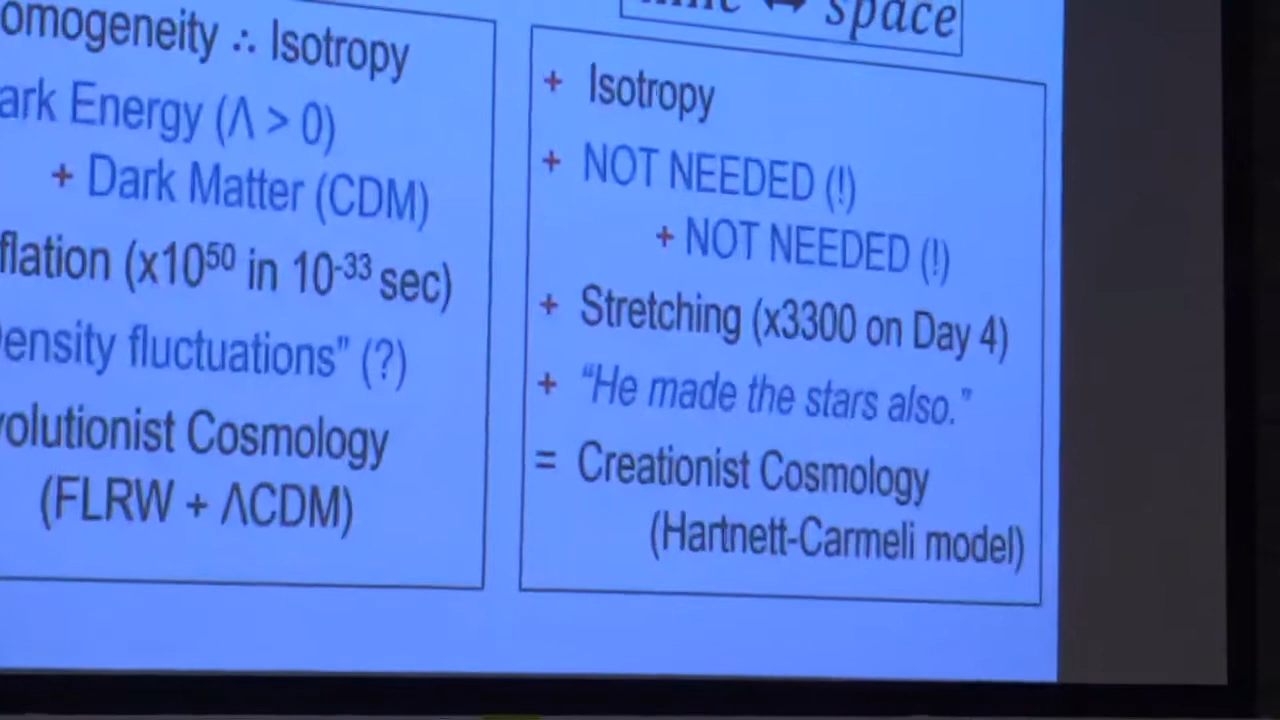 ↔ space
omogeneity ∴ Isotropy
ark Energy (Λ > 0)
+ Dark Matter (CDM)
flation (x10⁵⁰ in 10⁻³³ sec)
ensity fluctuations” (?)
volutionist Cosmology
(FLRW + ΛCDM)
+ Isotropy
+ NOT NEEDED (!)
+ NOT NEEDED (!)
+ Stretching (x3300 on Day 4)
+ “He made the stars also.”
= Creationist Cosmology
(Hartnett-Carmeli model)